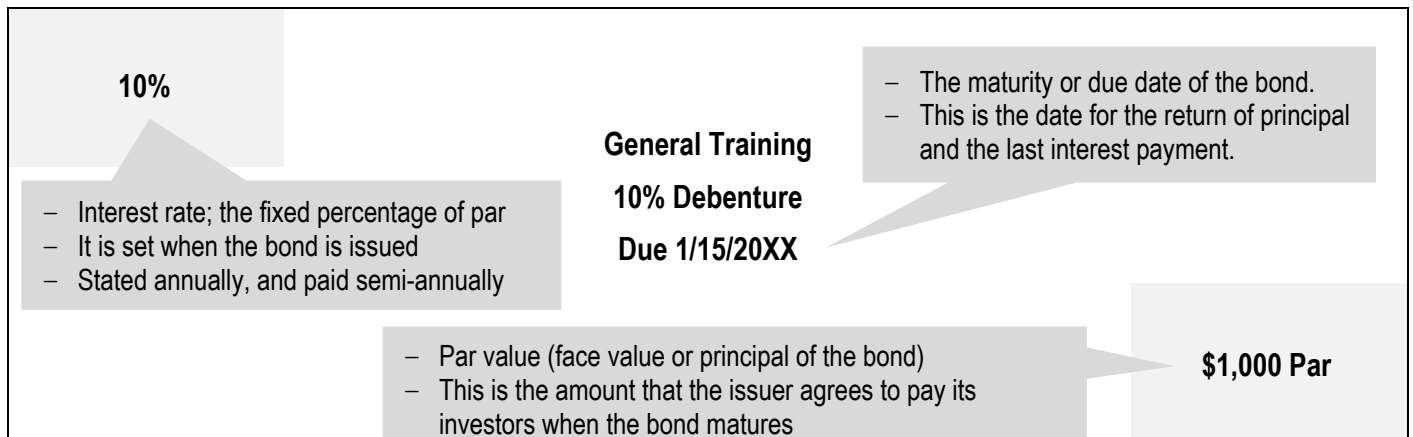 10%
– Interest rate; the fixed percentage of par
– It is set when the bond is issued
– Stated annually, and paid semi-annually
General Training
10% Debenture
Due 1/15/20XX
– The maturity or due date of the bond.
– This is the date for the return of principal
and the last interest payment.
– Par value (face value or principal of the bond)
– This is the amount that the issuer agrees to pay its
investors when the bond matures
$1,000 Par